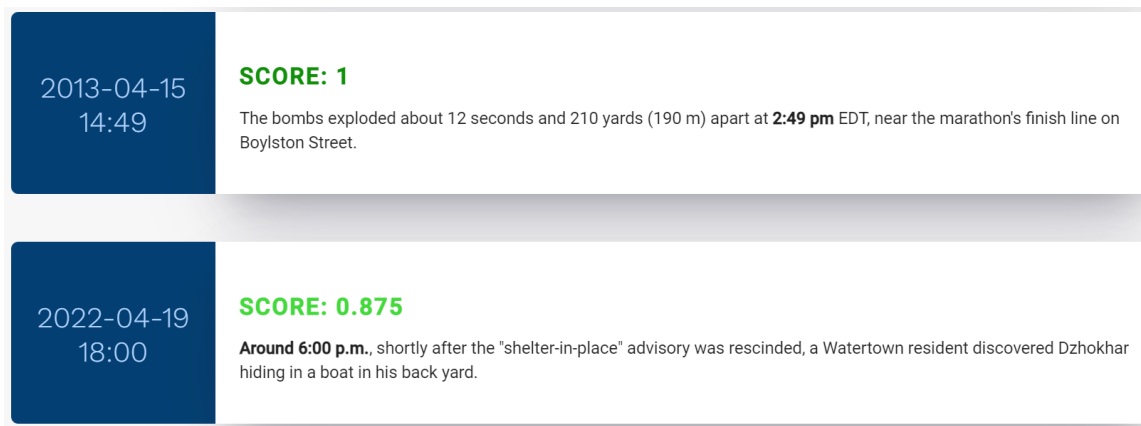 2013-04-15
14:49
SCORE: 1
The bombs exploded about 12 seconds and 210 yards (190 m) apart at 2:49 pm EDT, near the marathon's finish line on
Boylston Street.
2022-04-19
18:00
SCORE: 0.875
Around 6:00 p.m., shortly after the "shelter-in-place" advisory was rescinded, a Watertown resident discovered Dzhokhar
hiding in a boat in his back yard.